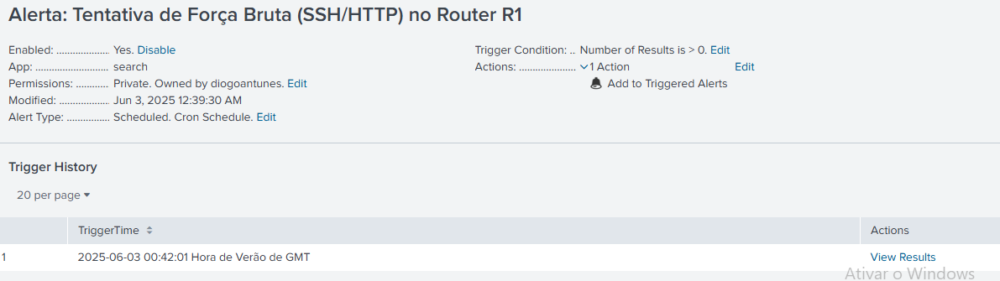 Alerta: Tentativa de Força Bruta (SSH/HTTP) no Router R1
Enabled: ................... Yes. Disable
App: .......................... search
Permissions: ............ Private. Owned by diogoantunes. Edit
Modified: .................. Jun 3, 2025 12:39:30 AM
Alert Type: ................ Scheduled. Cron Schedule. Edit
Trigger Condition: .. Number of Results is > 0. Edit
Actions: ..................... 1 Action Edit
Add to Triggered Alerts
Trigger History
20 per page
TriggerTime Actions
1 2025-06-03 00:42:01 Hora de Verão de GMT View Results
Ativar o Windows